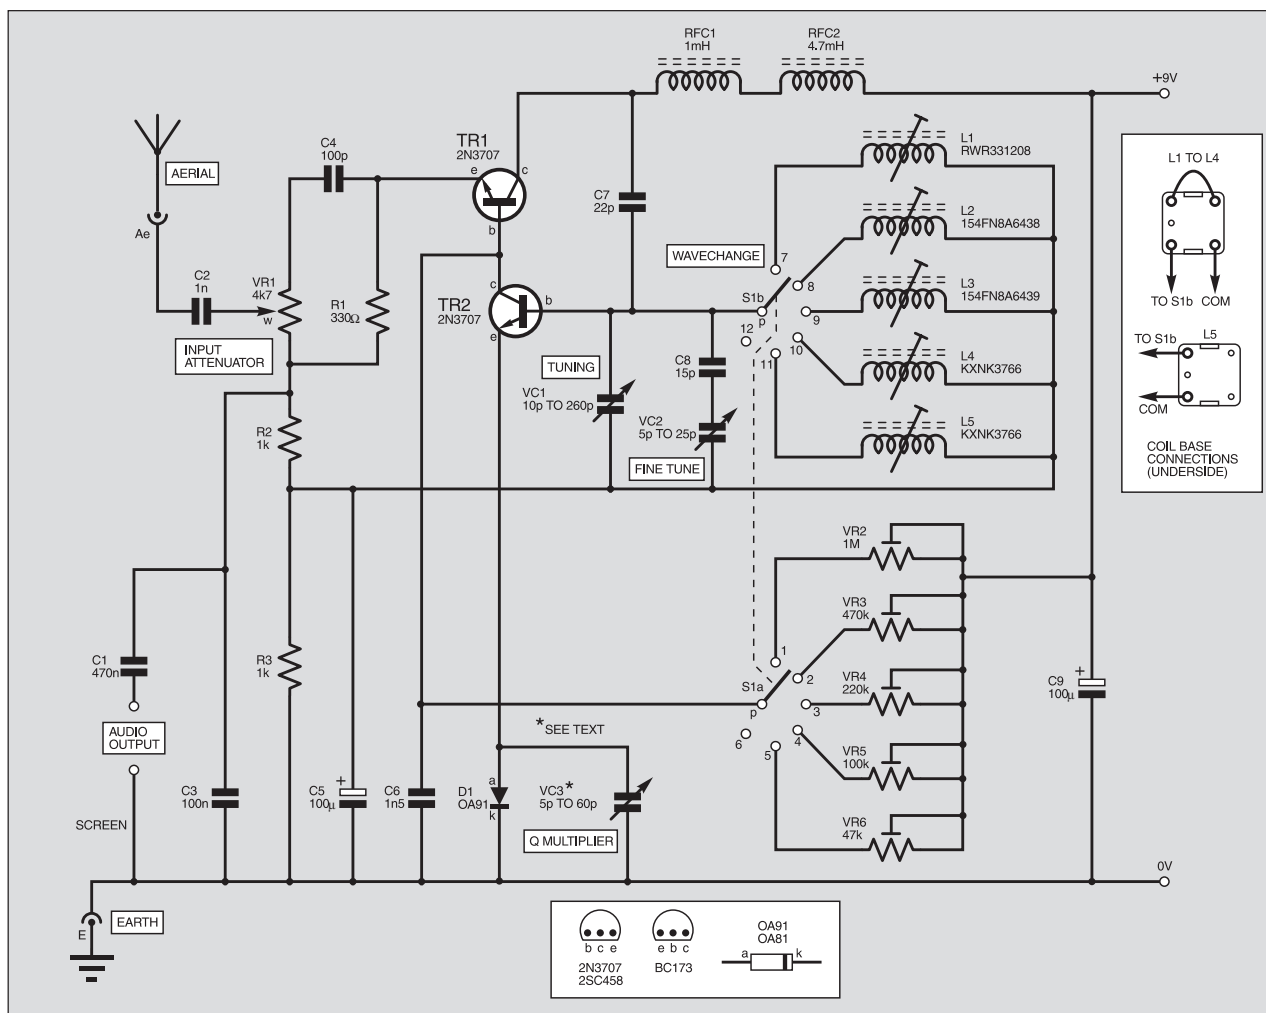 RFC1
1mH
RFC2
4.7mH
+9V
AERIAL
Ae
C4
100p
TR1
2N3707
e
c
b
C7
22p
L1
RWR331208
L2
154FN8A6438
L3
154FN8A6439
L4
KXNK3766
L5
KXNK3766
L1 TO L4
TO S1b
COM
TO S1b
L5
COM
COIL BASE
CONNECTIONS
(UNDERSIDE)
WAVECHANGE
7
8
9
10
11
12
S1b
p
C2
1n
VR1
4k7
w
R1
330Ω
INPUT
ATTENUATOR
TR2
2N3707
c
b
e
TUNING
VC1
10p TO 260p
C8
15p
VC2
5p TO 25p
FINE TUNE
R2
1k
R3
1k
C1
470n
AUDIO
OUTPUT
SCREEN
C3
100n
C5
100µ
+
C6
1n5
D1
OA91
a
k
*SEE TEXT
VC3*
5p TO 60p
Q MULTIPLIER
S1a
p
1
2
3
4
5
6
VR2
1M
VR3
470k
VR4
220k
VR5
100k
VR6
47k
C9
100µ
+
0V
E
EARTH
b c e
2N3707
2SC458
e b c
BC173
OA91
OA81
a
k